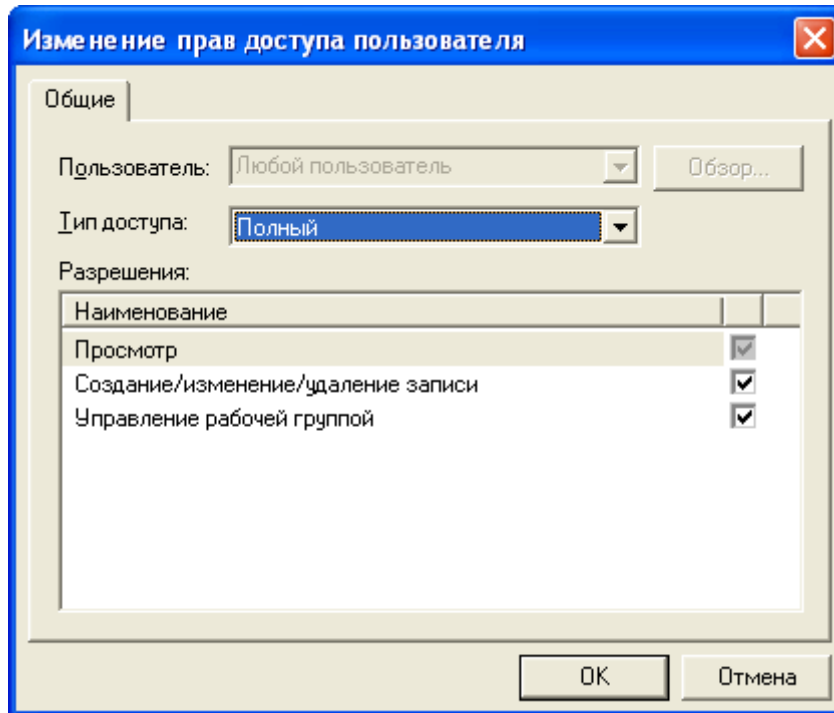 Изменение прав доступа пользователя
Общие
Пользователь: Любой пользователь Обзор...
Тип доступа: Полный
Разрешения:
Наименование
Просмотр
Создание/изменение/удаление записи
Управление рабочей группой
OK Отмена